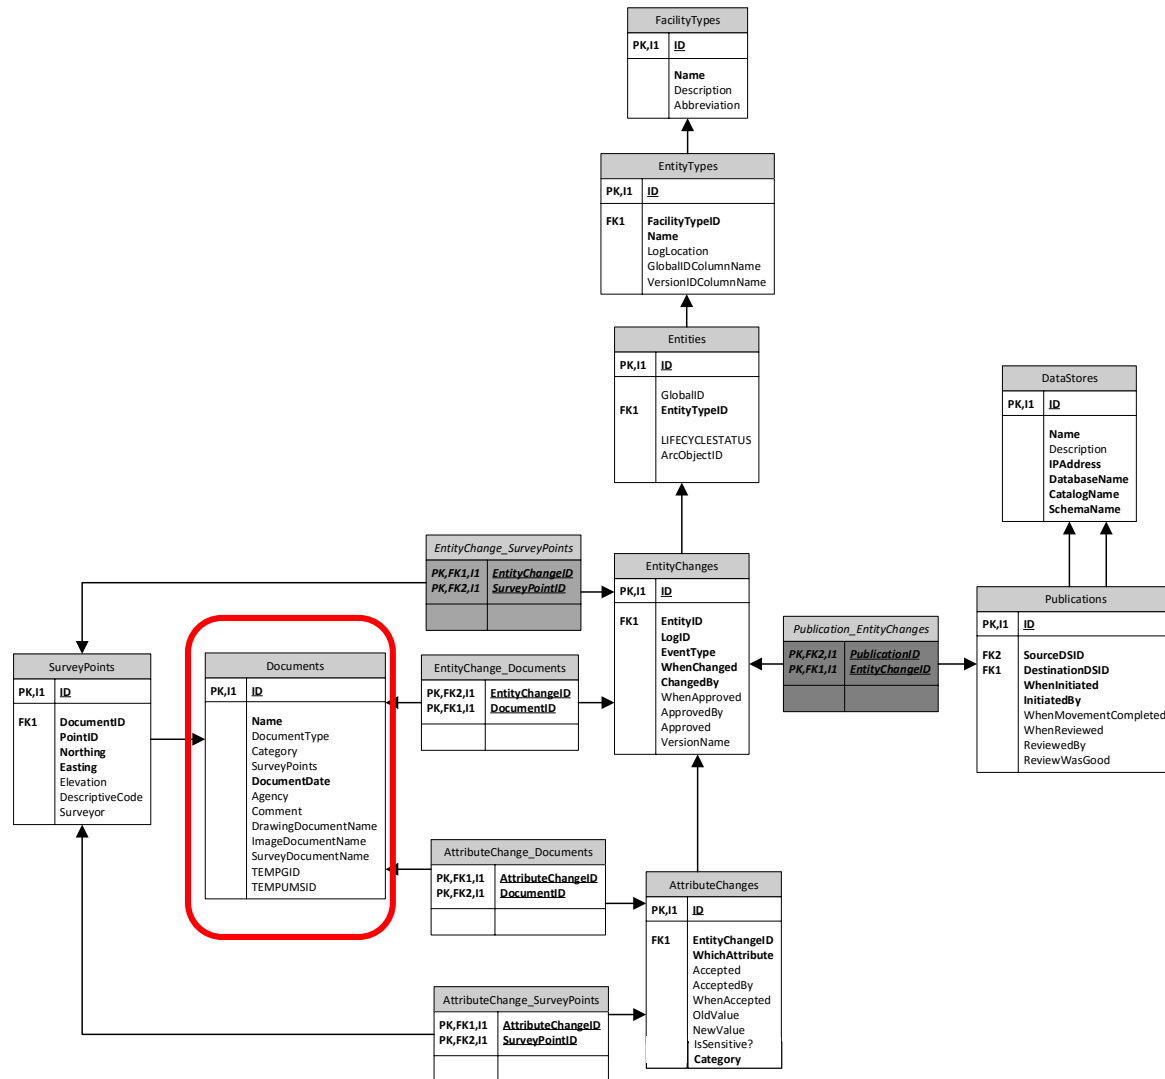 FacilityTypes
PK,I1 ID
Name
Description
Abbreviation
EntityTypes
PK,I1 ID
FK1 FacilityTypeID
Name
LogLocation
GlobalIDColumnName
VersionIDColumnName
Entities
PK,I1 ID
GlobalID
FK1 EntityTypeID
LIFECYCLESTATUS
ArcObjectID
DataStores
PK,I1 ID
Name
Description
IPAddress
DatabaseName
CatalogName
SchemaName
EntityChange_SurveyPoints
PK,FK1,I1 EntityChangeID
PK,FK2,I1 SurveyPointID
EntityChanges
PK,I1 ID
FK1 EntityID
LogID
EventType
WhenChanged
ChangedBy
WhenApproved
ApprovedBy
Approved
VersionName
Publication_EntityChanges
PK,FK2,I1 PublicationID
PK,FK1,I1 EntityChangeID
Publications
PK,I1 ID
FK2 SourceDSID
FK1 DestinationDSID
WhenInitiated
InitiatedBy
WhenMovementCompleted
WhenReviewed
ReviewedBy
ReviewWasGood
SurveyPoints
PK,I1 ID
FK1 DocumentID
PointID
Northing
Easting
Elevation
DescriptiveCode
Surveyor
Documents
PK,I1 ID
Name
DocumentType
Category
SurveyPoints
DocumentDate
Agency
Comment
DrawingDocumentName
ImageDocumentName
SurveyDocumentName
TEMPGID
TEMPUMSID
EntityChange_Documents
PK,FK2,I1 EntityChangeID
PK,FK1,I1 DocumentID
AttributeChange_Documents
PK,FK1,I1 AttributeChangeID
PK,FK2,I1 DocumentID
AttributeChanges
PK,I1 ID
FK1 EntityChangeID
WhichAttribute
Accepted
AcceptedBy
WhenAccepted
OldValue
NewValue
IsSensitive?
Category
AttributeChange_SurveyPoints
PK,FK1,I1 AttributeChangeID
PK,FK2,I1 SurveyPointID